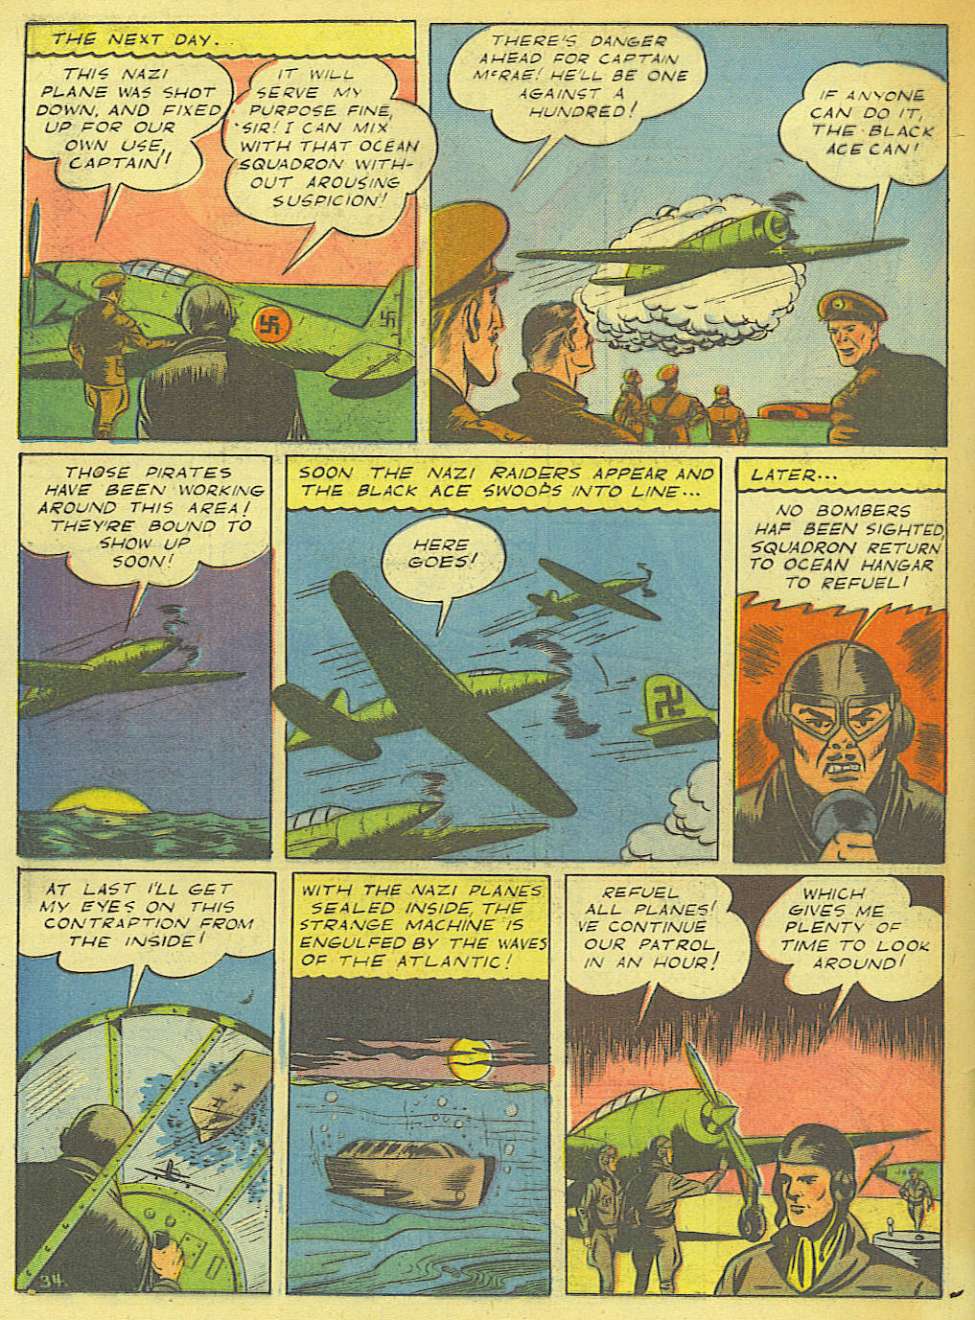 THE NEXT DAY...
THIS NAZI
PLANE WAS SHOT
DOWN, AND FIXED
UP FOR OUR
OWN USE,
CAPTAIN!
IT WILL
SERVE MY
PURPOSE FINE,
SIR! I CAN MIX
WITH THAT OCEAN
SQUADRON WITH-
OUT AROUSING
SUSPICION!
THERE'S DANGER
AHEAD FOR CAPTAIN
McRAE! HE'LL BE ONE
AGAINST A
HUNDRED!
IF ANYONE
CAN DO IT,
THE BLACK
ACE CAN!
THOSE PIRATES
HAVE BEEN WORKING
AROUND THIS AREA!
THEY'RE BOUND TO
SHOW UP
SOON!
SOON THE NAZI RAIDERS APPEAR AND
THE BLACK ACE SWOOPS INTO LINE...
HERE
GOES!
LATER...
NO BOMBERS
HAF BEEN SIGHTED,
SQUADRON RETURN
TO OCEAN HANGAR
TO REFUEL!
AT LAST I'LL GET
MY EYES ON THIS
CONTRAPTION FROM
THE INSIDE!
34
WITH THE NAZI PLANES
SEALED INSIDE, THE
STRANGE MACHINE IS
ENGULFED BY THE WAVES
OF THE ATLANTIC!
REFUEL
ALL PLANES!
VE CONTINUE
OUR PATROL
IN AN HOUR!
WHICH
GIVES ME
PLENTY OF
TIME TO LOOK
AROUND!